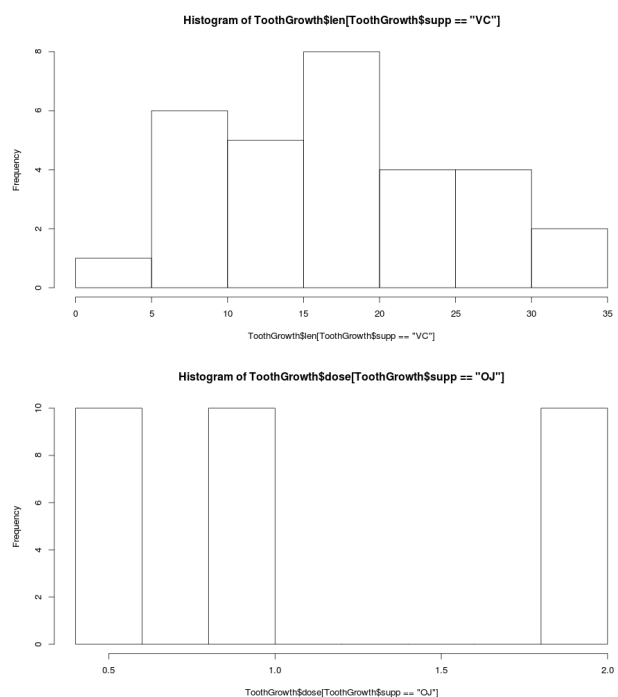 Histogram of ToothGrowth$len[ToothGrowth$supp == "VC"]
Frequency
8
6
4
2
0
0 5 10 15 20 25 30 35
ToothGrowth$len[ToothGrowth$supp == "VC"]
Histogram of ToothGrowth$dose[ToothGrowth$supp == "OJ"]
Frequency
10
8
6
4
2
0
0.5 1.0 1.5 2.0
ToothGrowth$dose[ToothGrowth$supp == "OJ"]